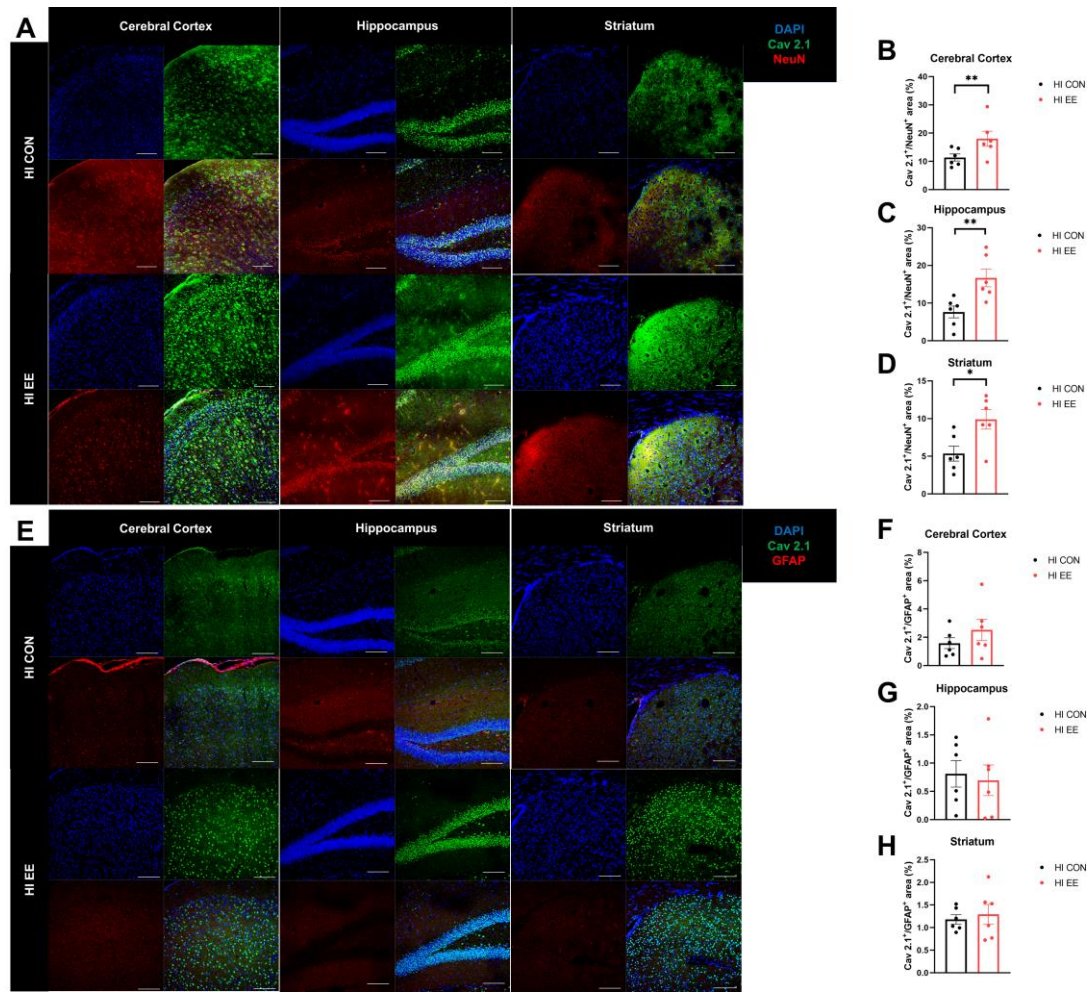 A
Cerebral Cortex
Hippocampus
Striatum
DAPI
Cav 2.1
NeuN
HI CON
HI EE
B
Cerebral Cortex
Cav 2.1⁺/NeuN⁺ area (%)
40
30
20
10
0
**
HI CON
HI EE
C
Hippocampus
Cav 2.1⁺/NeuN⁺ area (%)
30
20
10
0
**
HI CON
HI EE
D
Striatum
Cav 2.1⁺/NeuN⁺ area (%)
15
10
5
0
*
HI CON
HI EE
E
Cerebral Cortex
Hippocampus
Striatum
DAPI
Cav 2.1
GFAP
HI CON
HI EE
F
Cerebral Cortex
Cav 2.1⁺/GFAP⁺ area (%)
8
6
4
2
0
HI CON
HI EE
G
Hippocampus
Cav 2.1⁺/GFAP⁺ area (%)
2.0
1.5
1.0
0.5
0.0
HI CON
HI EE
H
Striatum
Cav 2.1⁺/GFAP⁺ area (%)
2.5
2.0
1.5
1.0
0.5
0.0
HI CON
HI EE